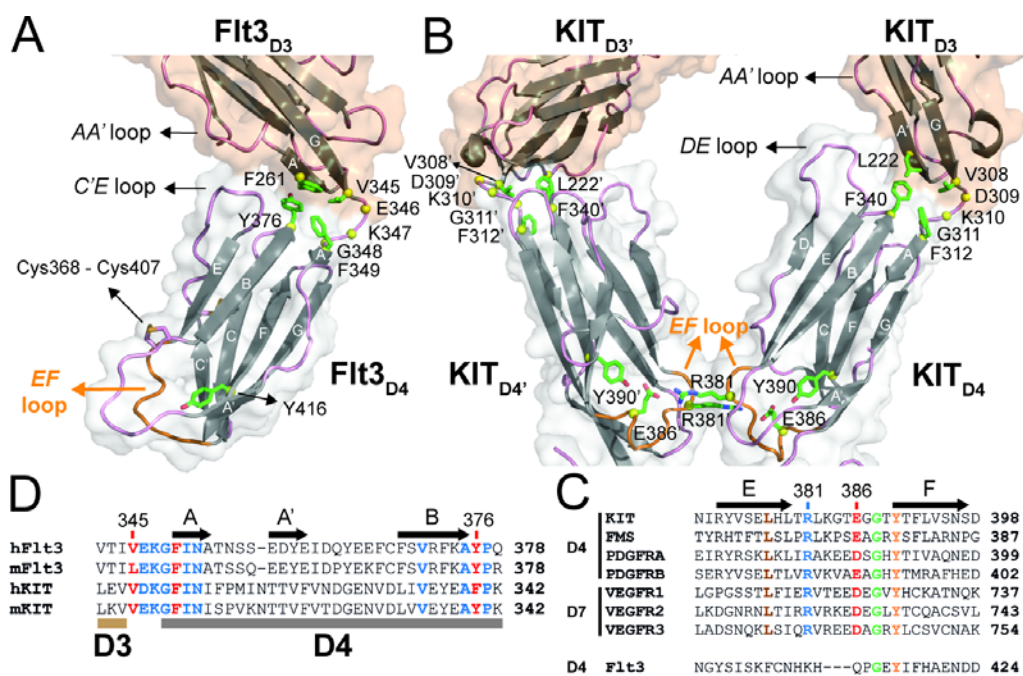 A
Flt3D3
AA' loop
C'E loop
A'
G
F261
V345
E346
Y376
K347
G348
F349
Cys368 - Cys407
E
B
A
C
F
G
C'
A'
EF
loop
Flt3D4
Y416
B
KITD3'
KITD3
AA' loop
DE loop
A'
G
V308'
D309'
K310'
G311'
F312'
L222'
F340'
L222
F340
V308
D309
K310
G311
F312
D
E
B
A
C
F
G
A'
EF loop
KITD4'
KITD4
R381
R381'
Y390'
Y390
E386'
E386
D
345
A
A'
B
376
hFlt3 VTIVEKGFINATNSS-EDYEIDQYEEFCFSVRFKAYPQ 378
mFlt3 VTILEKGFINATSSQ-EEYEIDPYEKFCFSVRFKAYPR 378
hKIT LEVVDKGFINIFPMINTTVFVNDGENVDLIVEYEAFPK 342
mKIT LKVVEKGFINISPVKNTTVFVTDGENVDLVVEYEAYPK 342
D3
D4
C
E
381
386
F
D4
KIT NIRYVSELHLTRLKGTEGGTYTFLVSNSD 398
FMS TYRHTFTLSLPRLKPSEAGRYSFLARNPG 387
PDGFRA EIRYRSKLKLIRAKEEDSGHYTIVAQNED 399
PDGFRB SERYVSELTLVRVKVAEAGHYTMRAFHED 402
D7
VEGFR1 LGPGSSTLFIERVTEEDEGVYHCKATNQK 737
VEGFR2 LKDGNRNLTIRRVRKEDEGLYTCQACSVL 743
VEGFR3 LADSNQKLSIQRVREEDAGRYLCSVCNAK 754
D4 Flt3 NGYSISKFCNHKH---QPGEYIFHAENDD 424